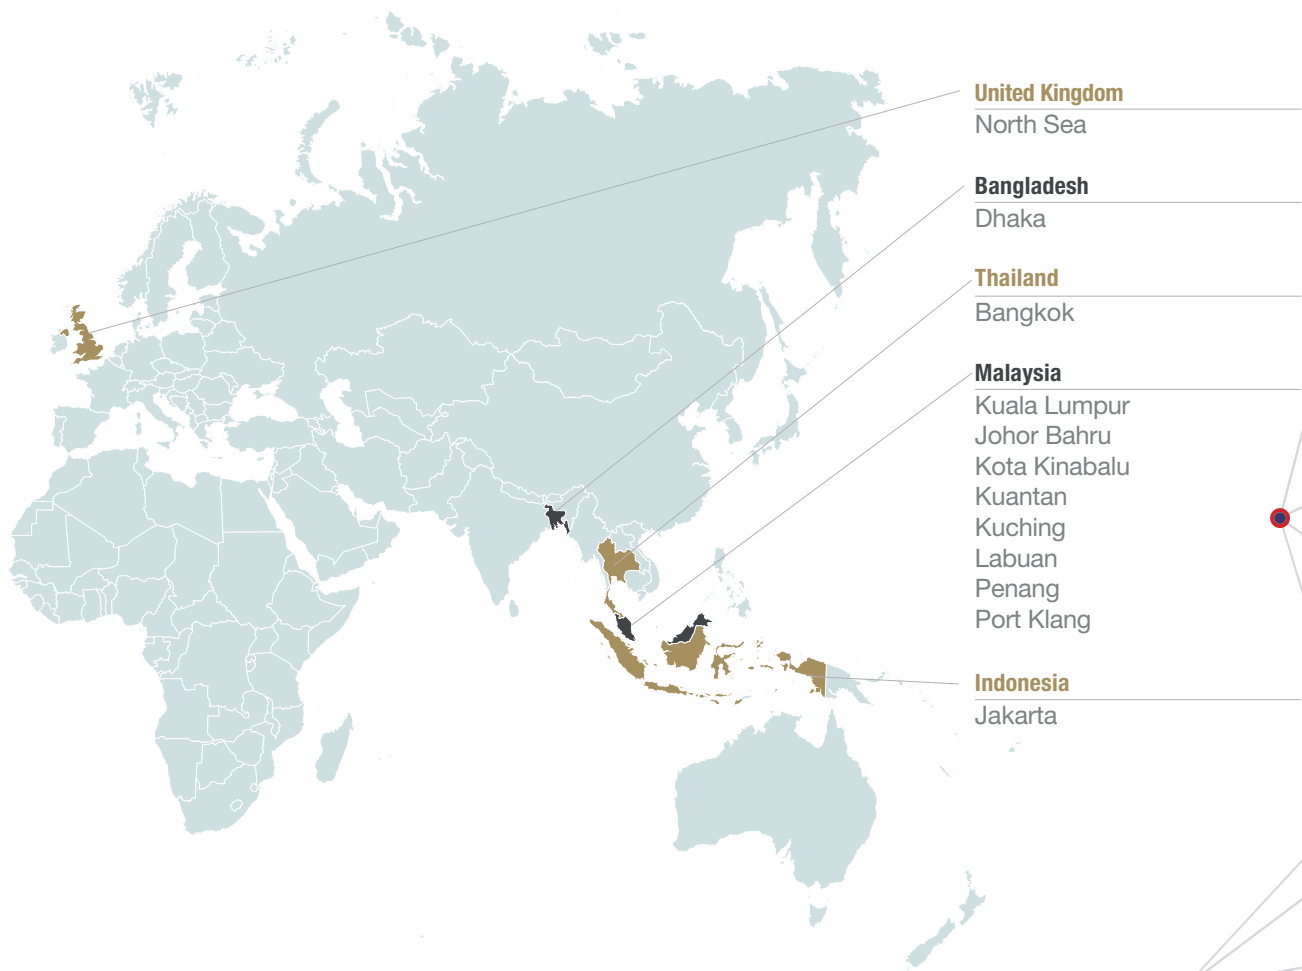 United Kingdom
North Sea
Bangladesh
Dhaka
Thailand
Bangkok
Malaysia
Kuala Lumpur
Johor Bahru
Kota Kinabalu
Kuantan
Kuching
Labuan
Penang
Port Klang
Indonesia
Jakarta